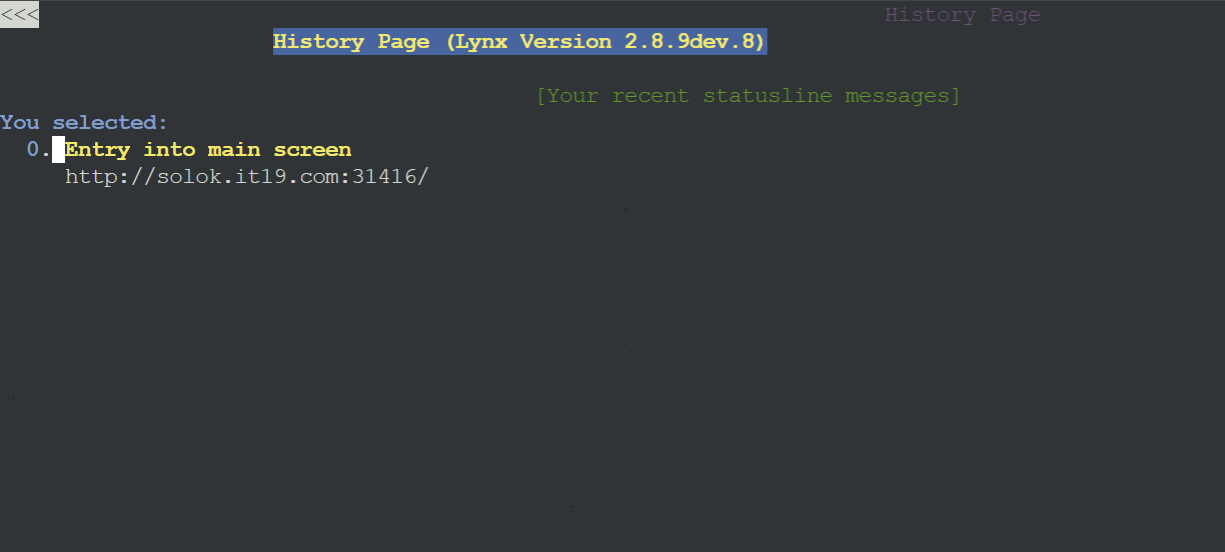 <<< History Page
History Page (Lynx Version 2.8.9dev.8)
[Your recent statusline messages]
You selected:
0. Entry into main screen
http://solok.it19.com:31416/